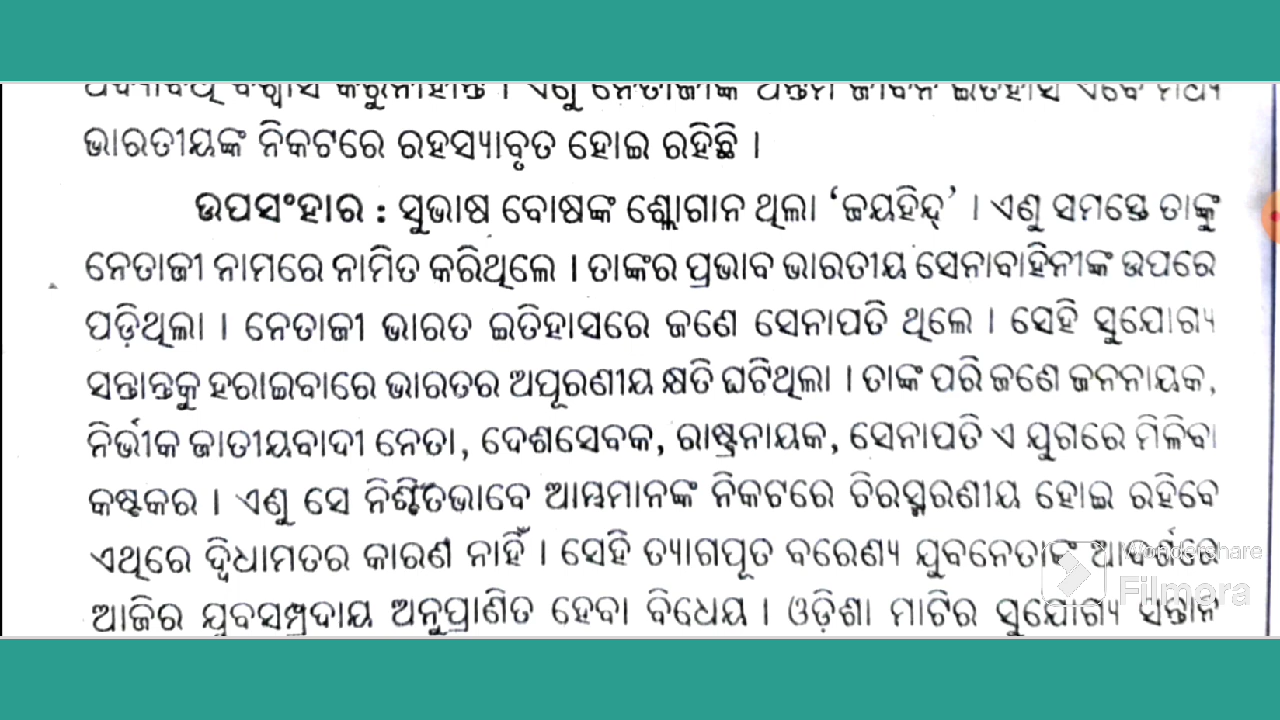 ଭାରତୀୟଙ୍କ ନିକଟରେ ରହସ୍ୟାବୃତ ହୋଇ ରହିଛି ।
ଉପସଂହାର : ସୁଭାଷ ବୋଷଙ୍କ ଶ୍ଲୋଗାନ ଥିଲା ‘ଜୟହିନ୍ଦ୍’ । ଏଣୁ ସମସ୍ତେ ତାଙ୍କୁ
ନେତାଜୀ ନାମରେ ନାମିତ କରିଥିଲେ । ତାଙ୍କର ପ୍ରଭାବ ଭାରତୀୟ ସେନାବାହିନୀଙ୍କ ଉପରେ
ପଡ଼ିଥିଲା । ନେତାଜୀ ଭାରତ ଇତିହାସରେ ଜଣେ ସେନାପତି ଥିଲେ । ସେହି ସୁଯୋଗ୍ୟ
ସନ୍ତାନ୍ତକୁ ହରାଇବାରେ ଭାରତର ଅପୂରଣୀୟ କ୍ଷତି ଘଟିଥିଲା । ତାଙ୍କ ପରି ଜଣେ ଜନନାୟକ,
ନିର୍ଭୀକ ଜାତୀୟବାଦୀ ନେତା, ଦେଶସେବକ, ରାଷ୍ଟ୍ରନାୟକ, ସେନାପତି ଏ ଯୁଗରେ ମିଳିବା
କଷ୍ଟକର । ଏଣୁ ସେ ନିଶ୍ଚିତଭାବେ ଆମ୍ଭମାନଙ୍କ ନିକଟରେ ଚିରସ୍ମରଣୀୟ ହୋଇ ରହିବେ
ଏଥିରେ ଦ୍ୱିଧାମତର କାରଣ ନାହିଁ । ସେହି ତ୍ୟାଗପୂତ ବରେଣ୍ୟ ଯୁବନେତାଙ୍କ ଆଦର୍ଶରେ
ଆଜିର ଯୁବସମ୍ପ୍ରଦାୟ ଅନୁପ୍ରାଣିତ ହେବା ବିଧେୟ । ଓଡ଼ିଶା ମାଟିର ସୁଯୋଗ୍ୟ ସନ୍ତାନ
Wondershare
Filmora